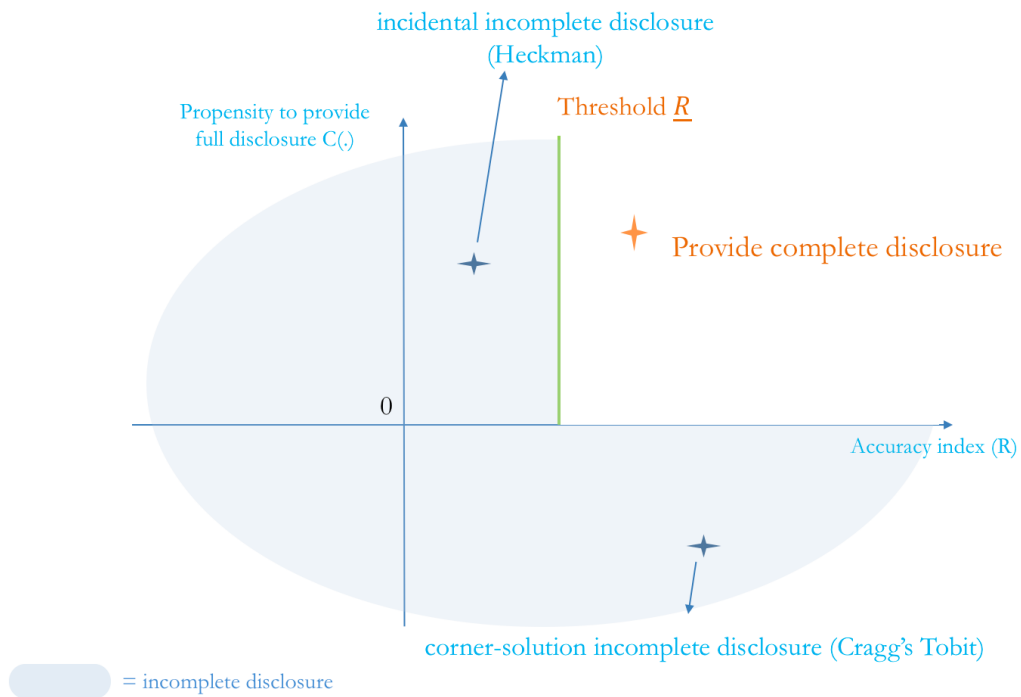 incidental incomplete disclosure
(Heckman)
Propensity to provide
full disclosure C(.)
Threshold R
Provide complete disclosure
0
Accuracy index (R)
corner-solution incomplete disclosure (Cragg’s Tobit)
= incomplete disclosure